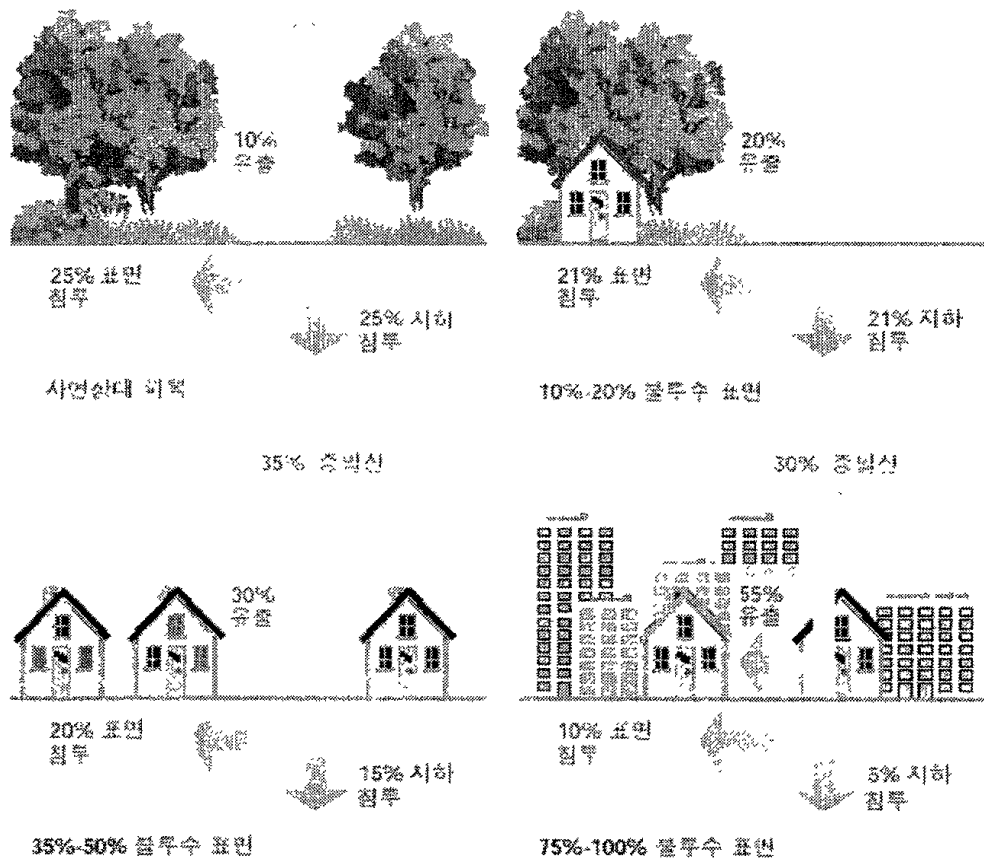 10%
유출
20%
유출
25% 표면
침투
25% 지하
침투
21% 표면
침투
21% 지하
침투
자연상태 피복
10%-20% 불투수 표면
35% 증발산
30% 증발산
30%
유출
55%
유출
20% 표면
침투
15% 지하
침투
10% 표면
침투
5% 지하
침투
35%-50% 불투수 표면
75%-100% 불투수 표면